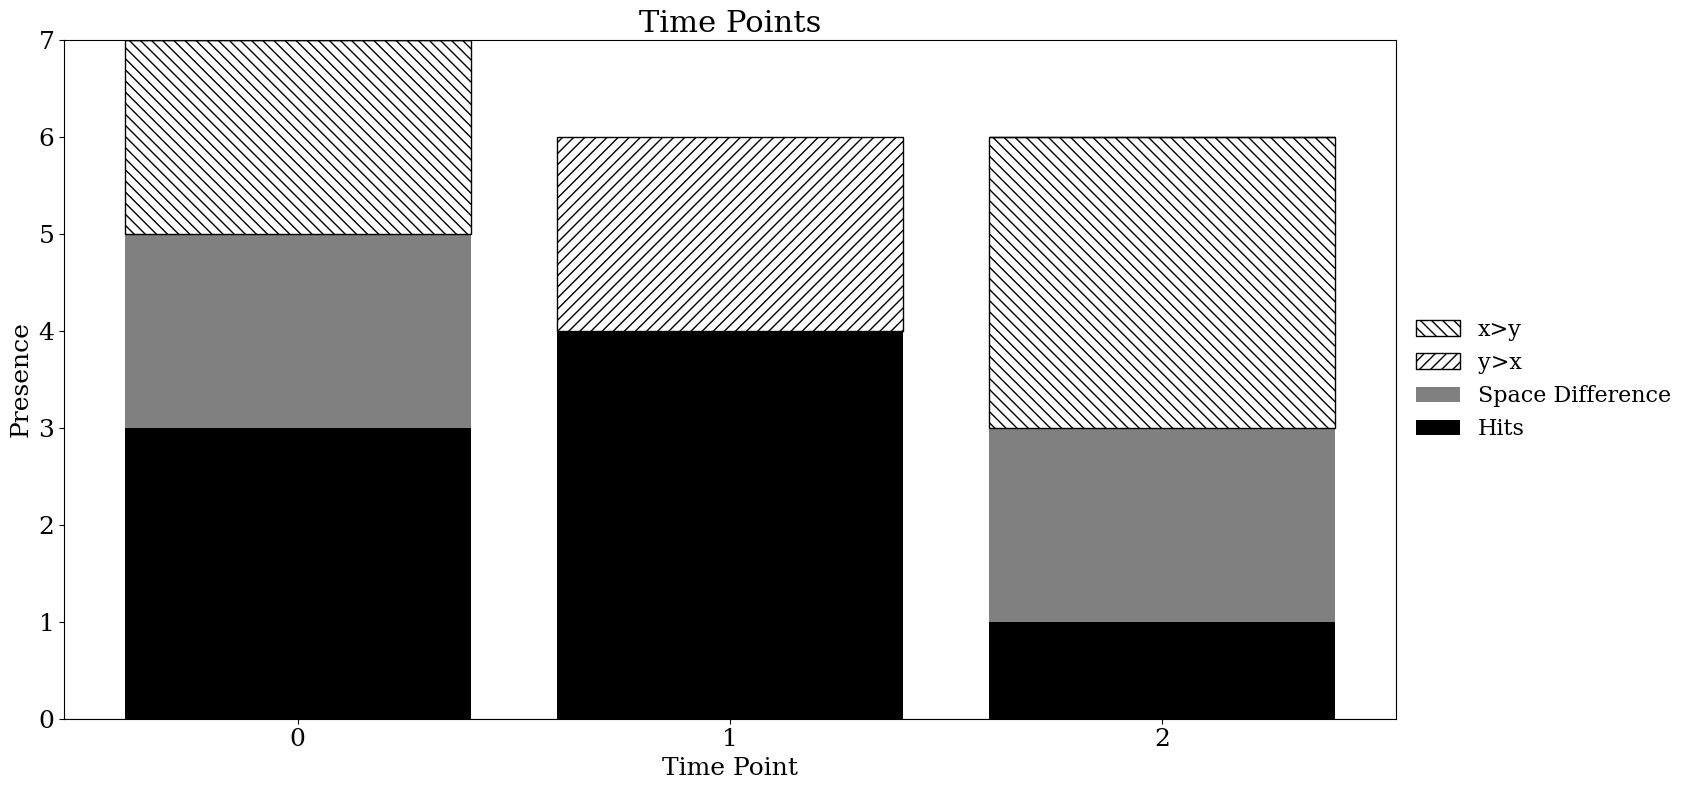 Time Points
7
6
5
4
3
2
1
0
Presence
0 1 2
Time Point
x>y
y>x
Space Difference
Hits